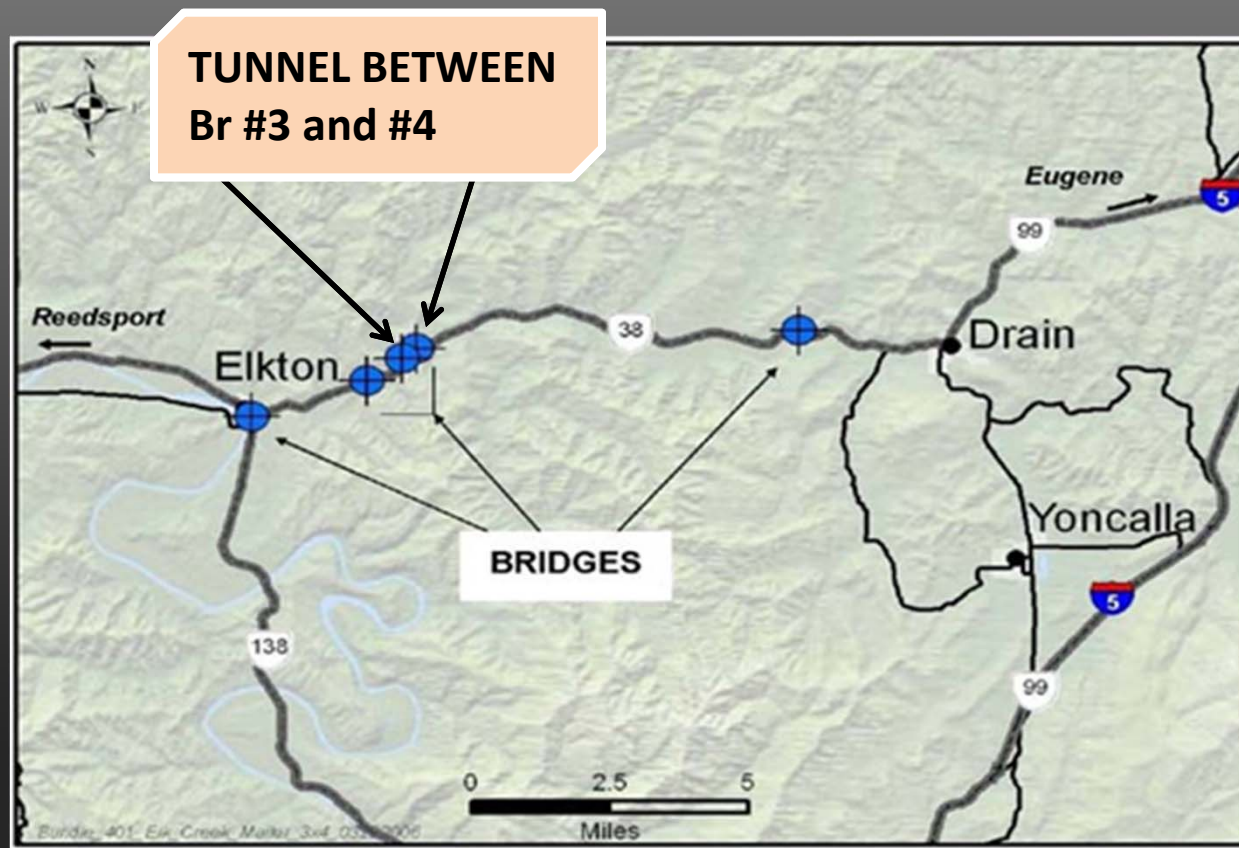 TUNNEL BETWEEN
Br #3 and #4
N
W
Eugene
5
99
Reedsport
38
Drain
Elkton
BRIDGES
Yoncalla
5
138
99
0 2.5 5
Miles